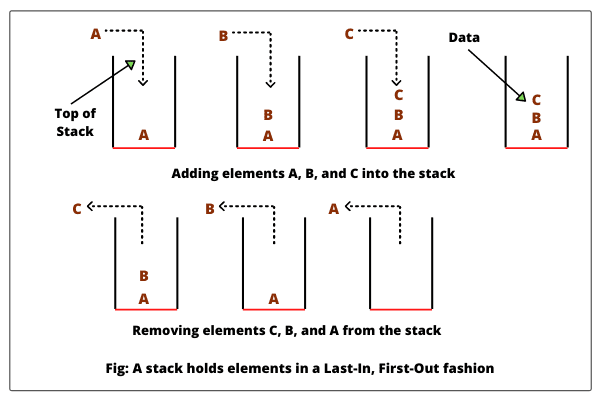 A
B
C
Data
Top of
Stack
A
B
A
C
B
A
C
B
A
Adding elements A, B, and C into the stack
C
B
A
B
A
A
Removing elements C, B, and A from the stack
Fig: A stack holds elements in a Last-In, First-Out fashion